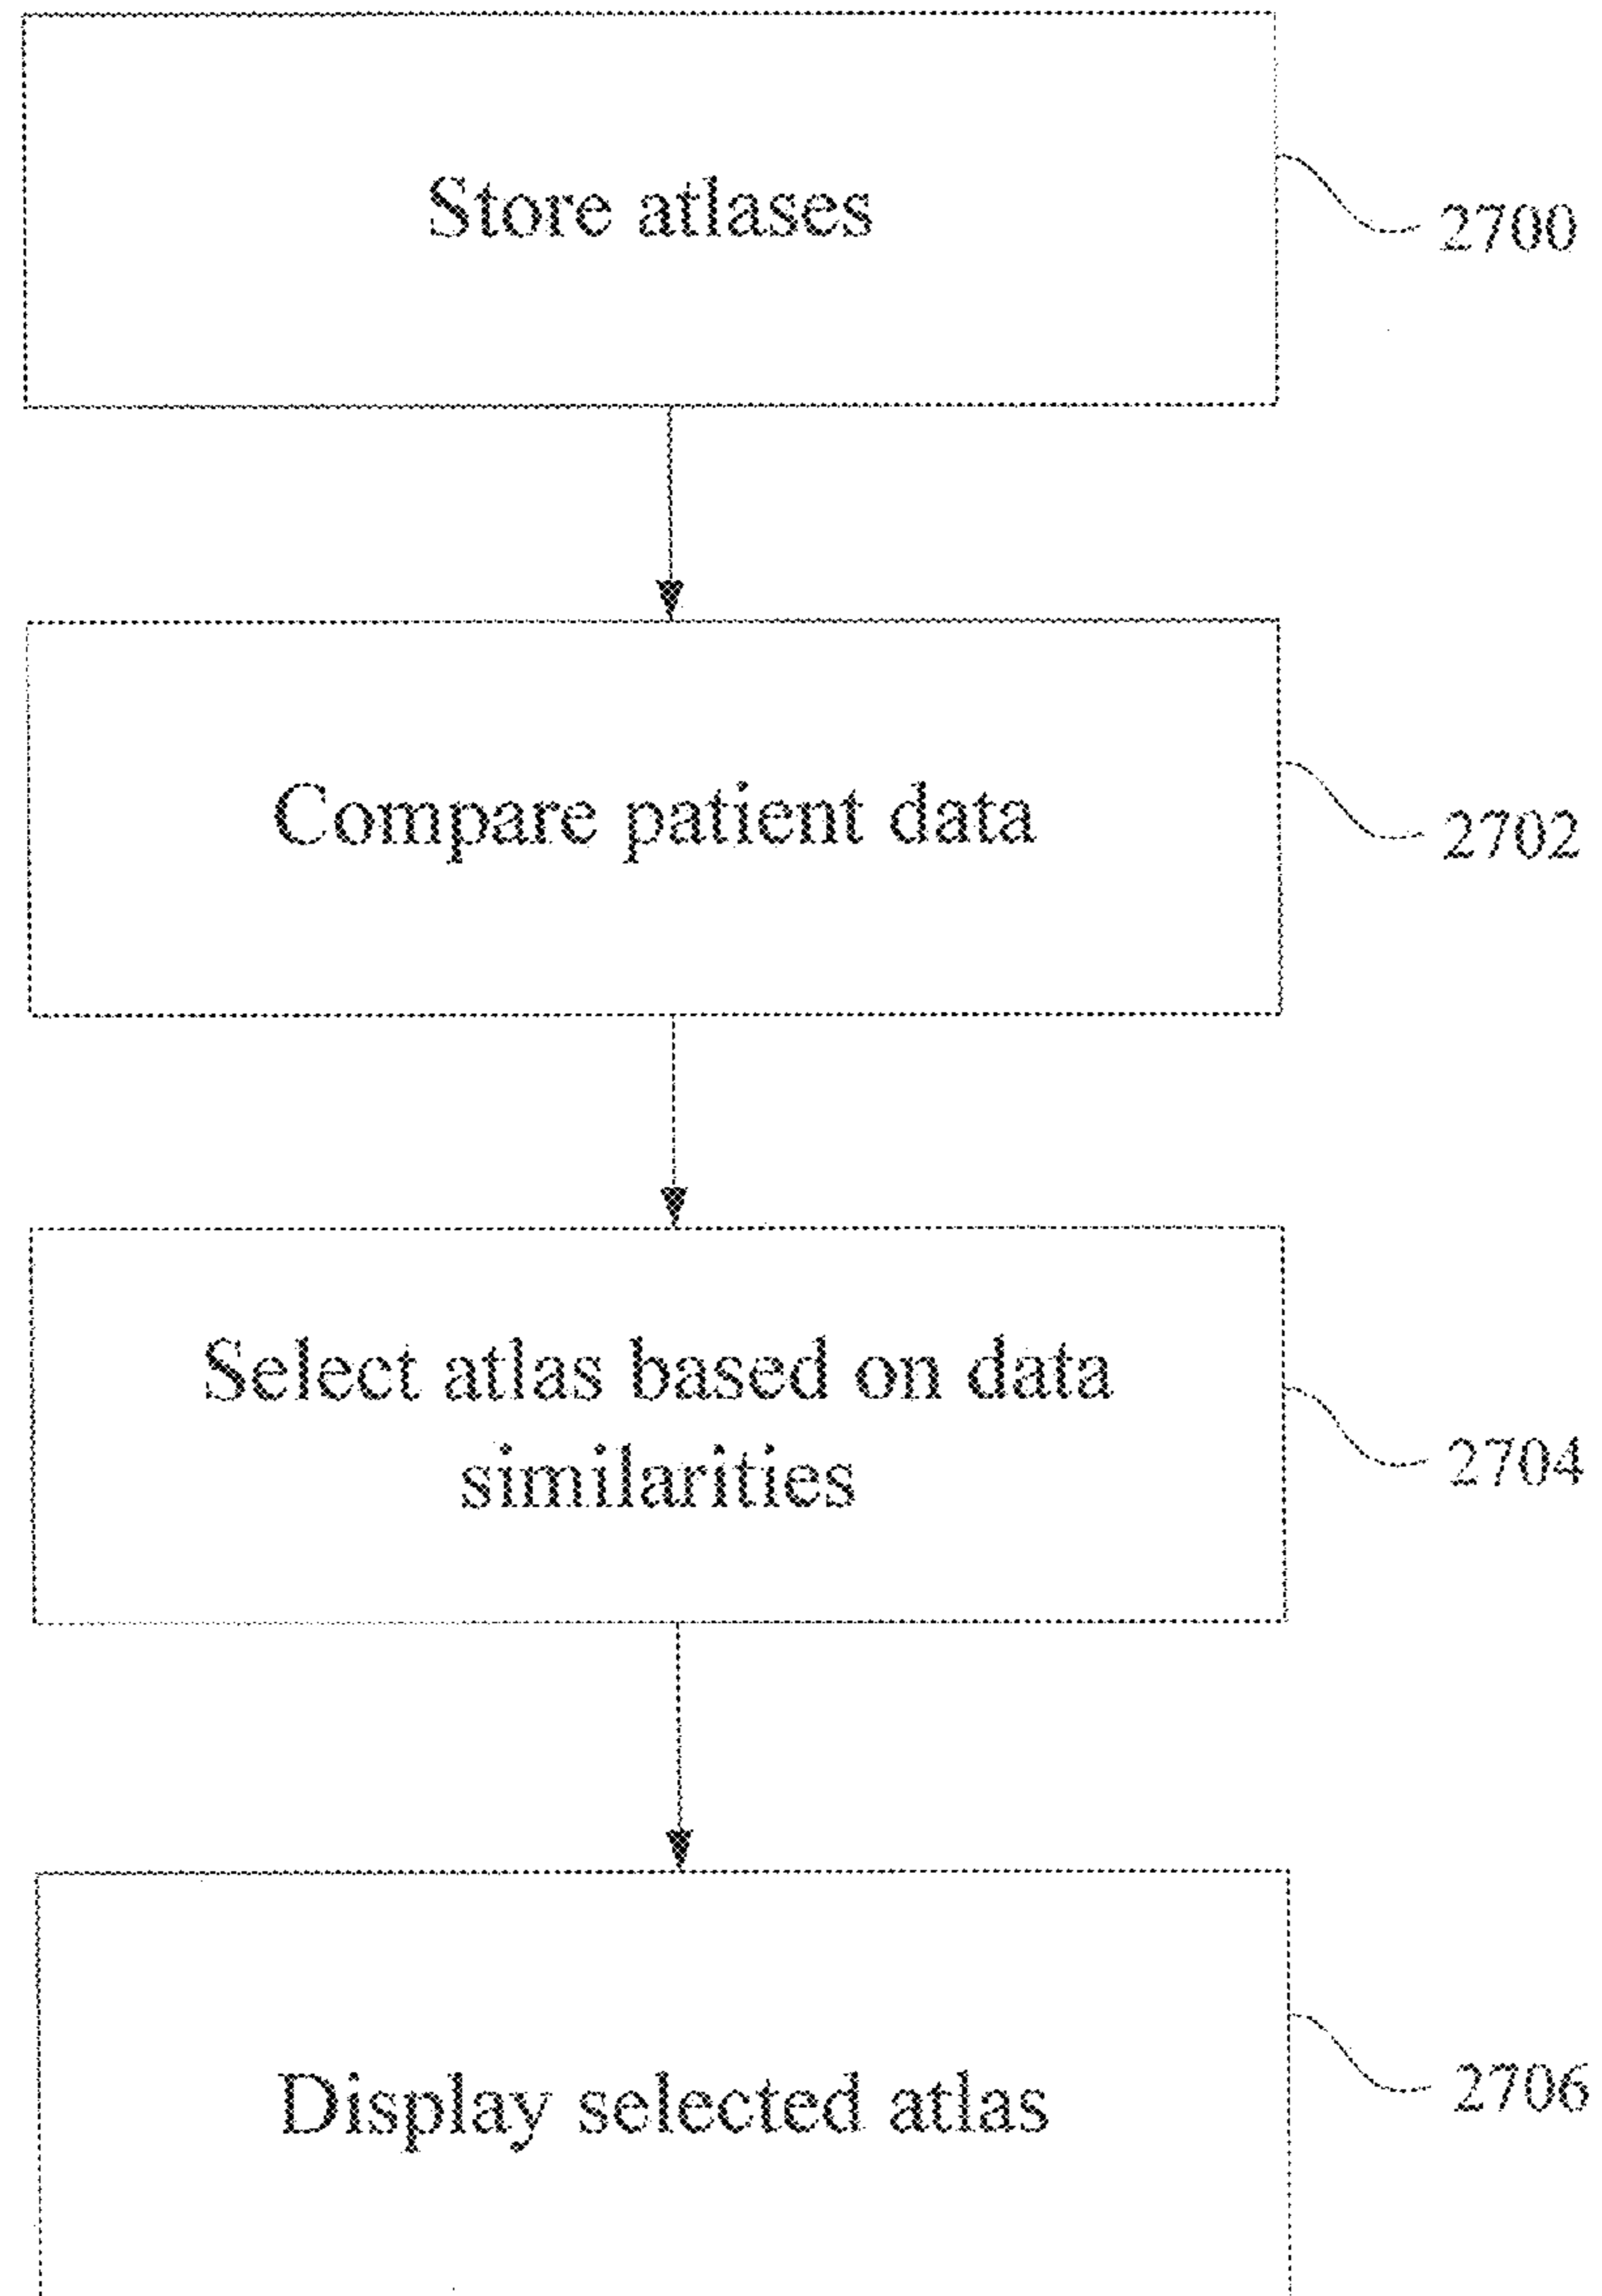 Store atlases
2700
Compare patient data
2702
Select atlas based on data
similarities
2704
Display selected atlas
2706